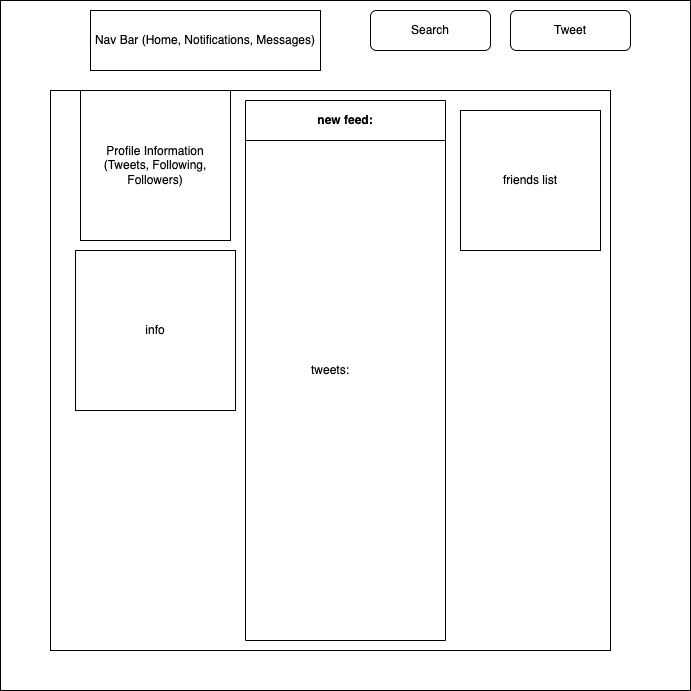 Nav Bar (Home, Notifications, Messages)
Search
Tweet
Profile Information
(Tweets, Following,
Followers)
new feed:
friends list
info
tweets: